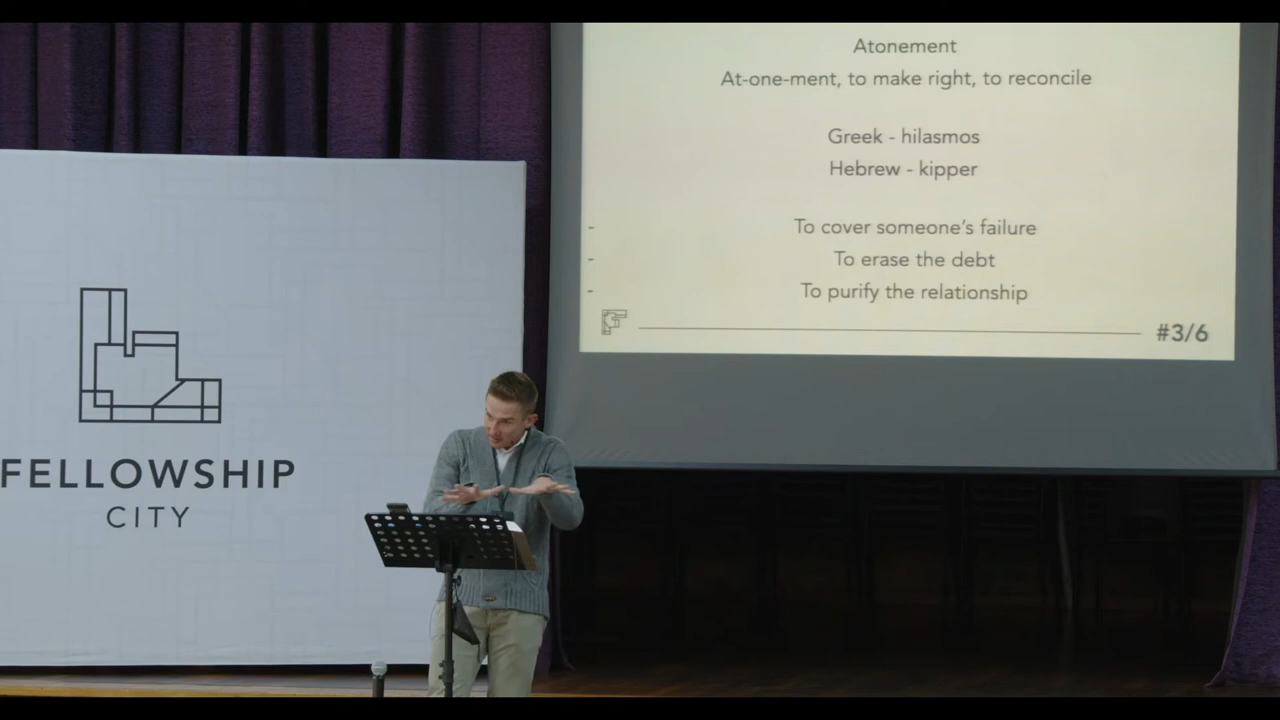 Atonement
At-one-ment, to make right, to reconcile
Greek - hilasmos
Hebrew - kipper
- To cover someone's failure
- To erase the debt
- To purify the relationship
#3/6
FELLOWSHIP
CITY